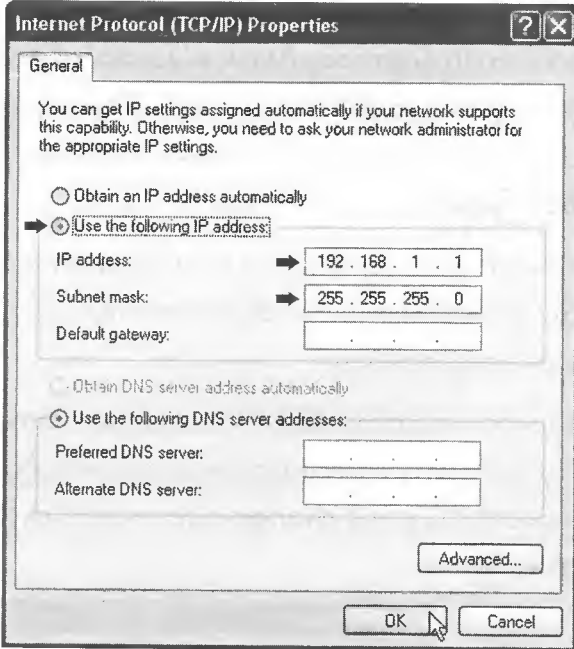 Internet Protocol (TCP/IP) Properties
General
You can get IP settings assigned automatically if your network supports
this capability. Otherwise, you need to ask your network administrator for
the appropriate IP settings.
Obtain an IP address automatically
Use the following IP address:
IP address: 192 . 168 . 1 . 1
Subnet mask: 255 . 255 . 255 . 0
Default gateway: . . .
Obtain DNS server address automatically
Use the following DNS server addresses:
Preferred DNS server: . . .
Alternate DNS server: . . .
Advanced...
OK Cancel